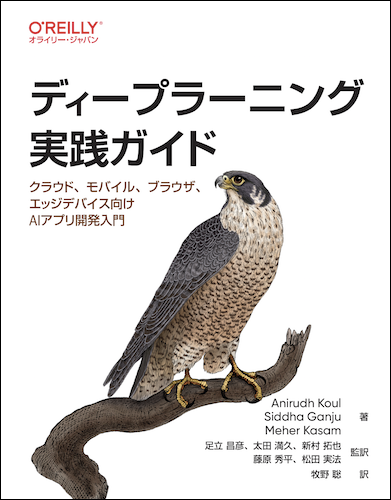 O'REILLY®
オライリー・ジャパン
ディープラーニング
実践ガイド
クラウド、モバイル、ブラウザ、
エッジデバイス向け
AIアプリ開発入門
Anirudh Koul
Siddha Ganju 著
Meher Kasam
足立 昌彦、太田 満久、新村 拓也
藤原 秀平、松田 実法 監訳
牧野 聡 訳